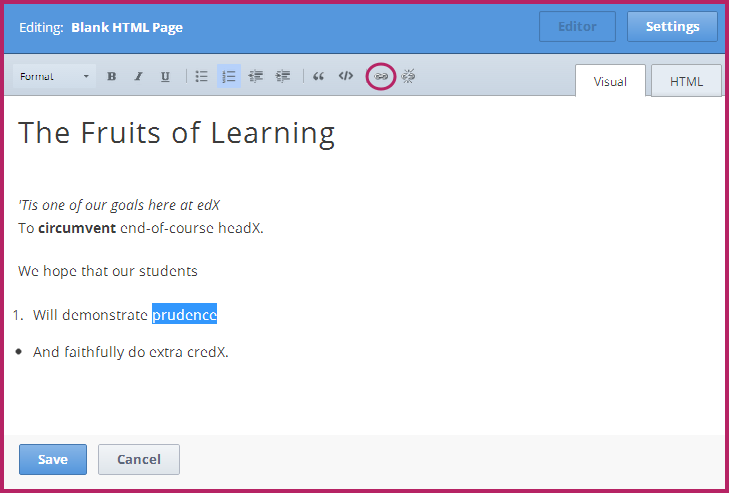 Editing: Blank HTML Page Editor Settings
Format B I U “ </> Visual HTML
The Fruits of Learning
'Tis one of our goals here at edX
To circumvent end-of-course headX.
We hope that our students
1. Will demonstrate prudence
• And faithfully do extra credX.
Save Cancel